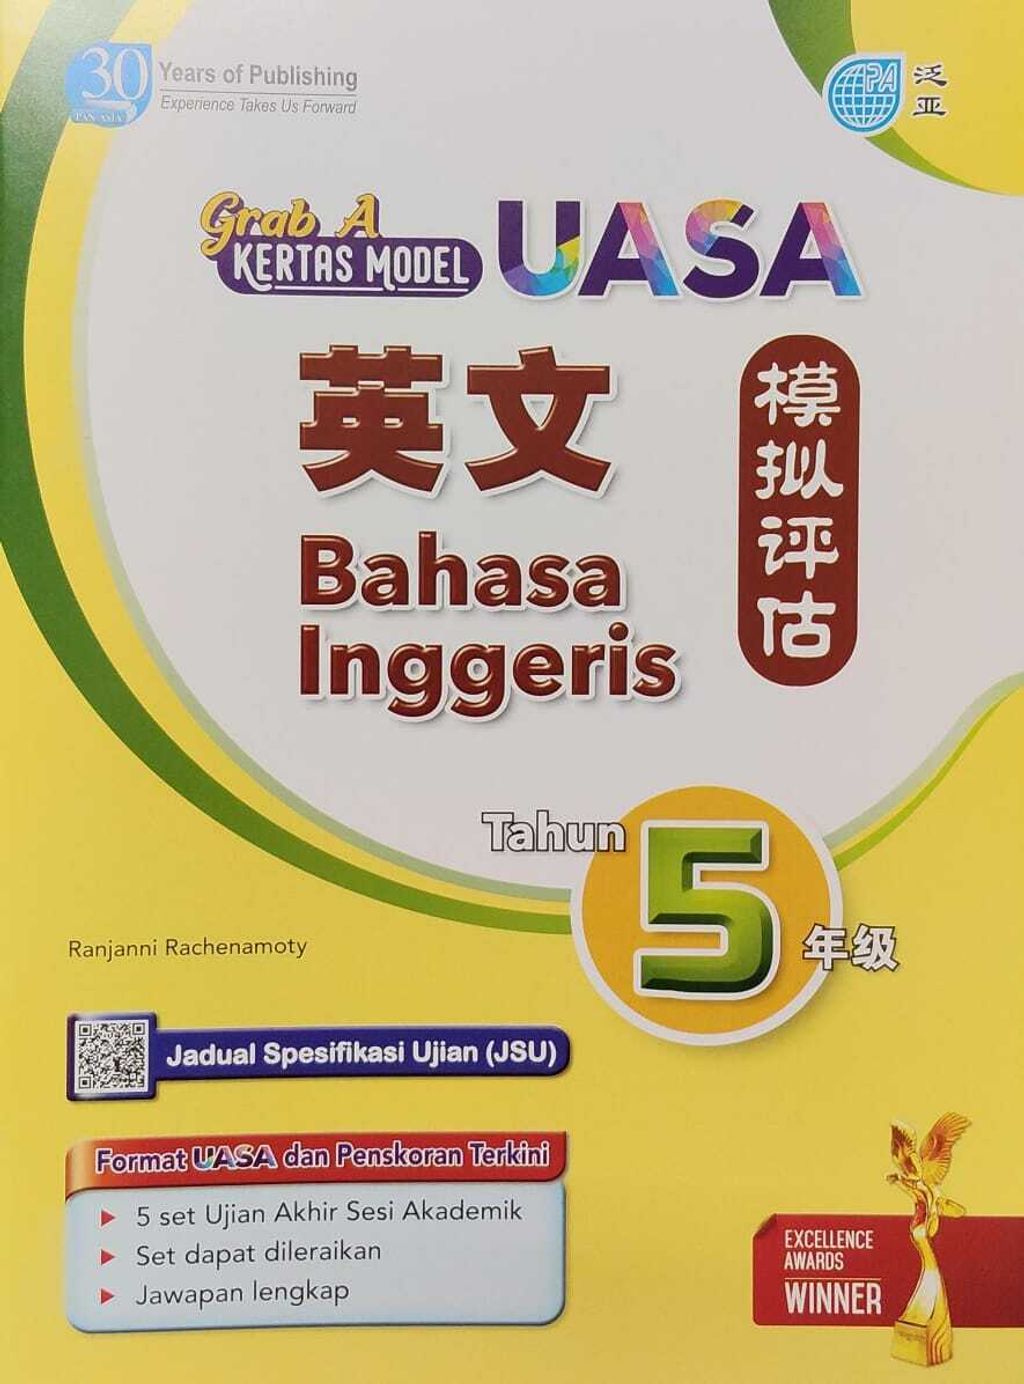 30
PAN ASIA
Years of Publishing
Experience Takes Us Forward
PA
泛亚
Grab A
KERTAS MODEL
UASA
英文
模拟评估
Bahasa
Inggeris
Tahun
5
年级
Ranjanni Rachenamoty
Jadual Spesifikasi Ujian (JSU)
Format UASA dan Penskoran Terkini
5 set Ujian Akhir Sesi Akademik
Set dapat dileraikan
Jawapan lengkap
EXCELLENCE
AWARDS
WINNER